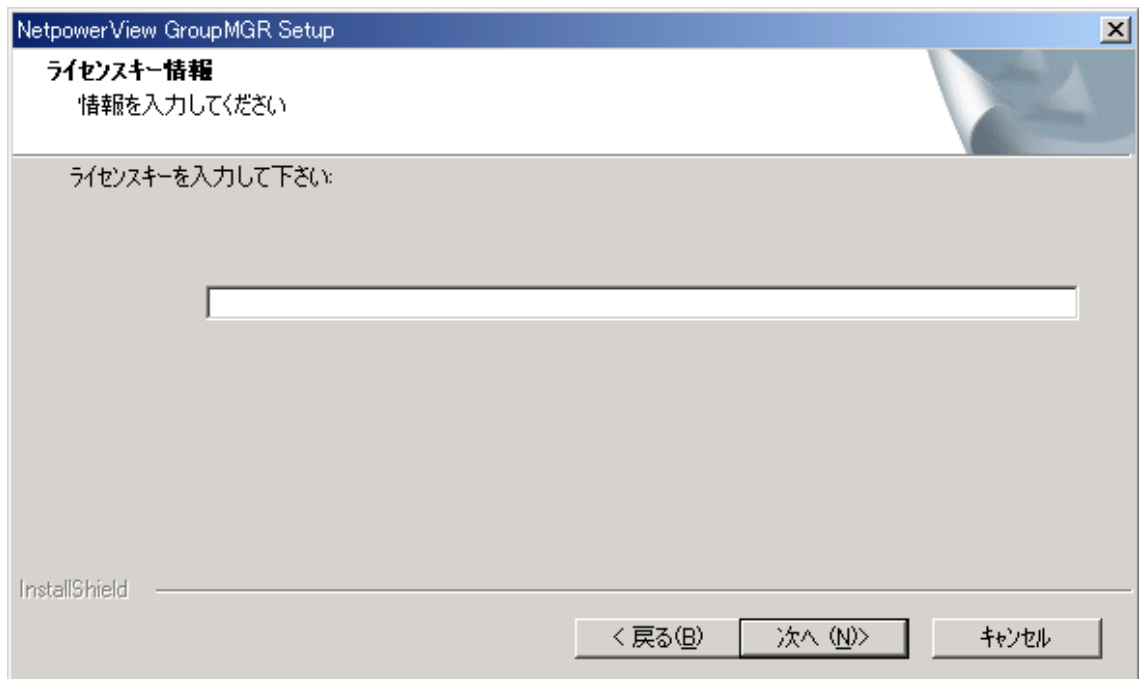 NetpowerView GroupMGR Setup
ライセンスキー情報
情報を入力してください
ライセンスキーを入力して下さい:
InstallShield
< 戻る(B)
次へ (N)>
キャンセル